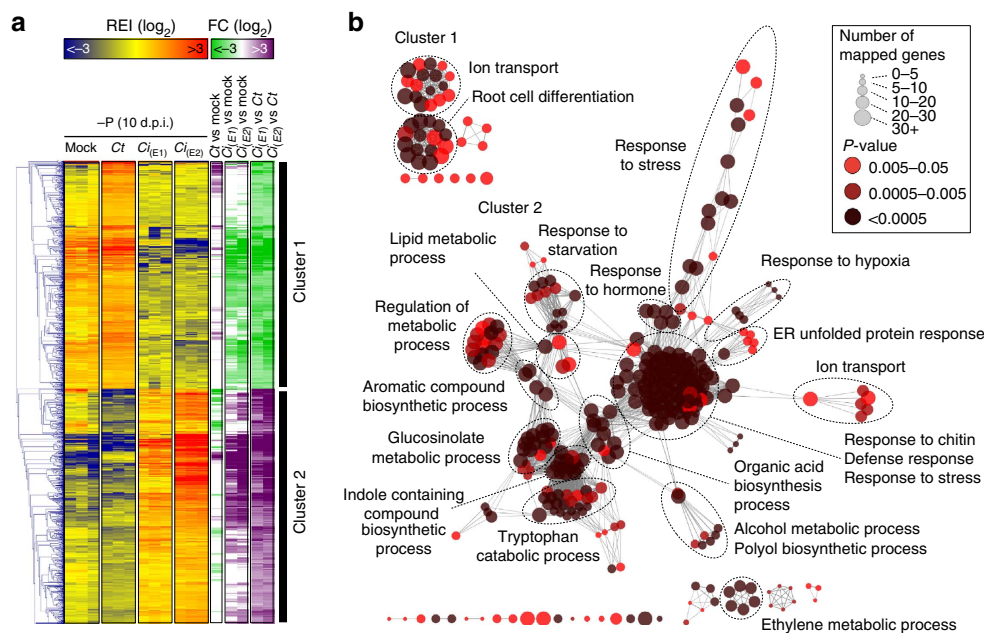 a
REI (log2)
FC (log2)
<–3
>3
<–3
>3
–P (10 d.p.i.)
Mock
Ct
Ci(E1)
Ci(E2)
Ct vs mock
Ci(E1) vs mock
Ci(E2) vs mock
Ci(E1) vs Ct
Ci(E2) vs Ct
Cluster 1
Cluster 2
b
Cluster 1
Ion transport
Root cell differentiation
Response
to stress
Number of
mapped genes
0–5
5–10
10–20
20–30
30+
P-value
0.005–0.05
0.0005–0.005
<0.0005
Cluster 2
Lipid metabolic
process
Response to
starvation
Response
to hormone
Response to hypoxia
Regulation of
metabolic
process
ER unfolded protein response
Ion transport
Aromatic compound
biosynthetic process
Glucosinolate
metabolic process
Response to chitin
Defense response
Response to stress
Organic acid
biosynthesis
process
Indole containing
compound
biosynthetic
process
Tryptophan
catabolic process
Alcohol metabolic process
Polyol biosynthetic process
Ethylene metabolic process